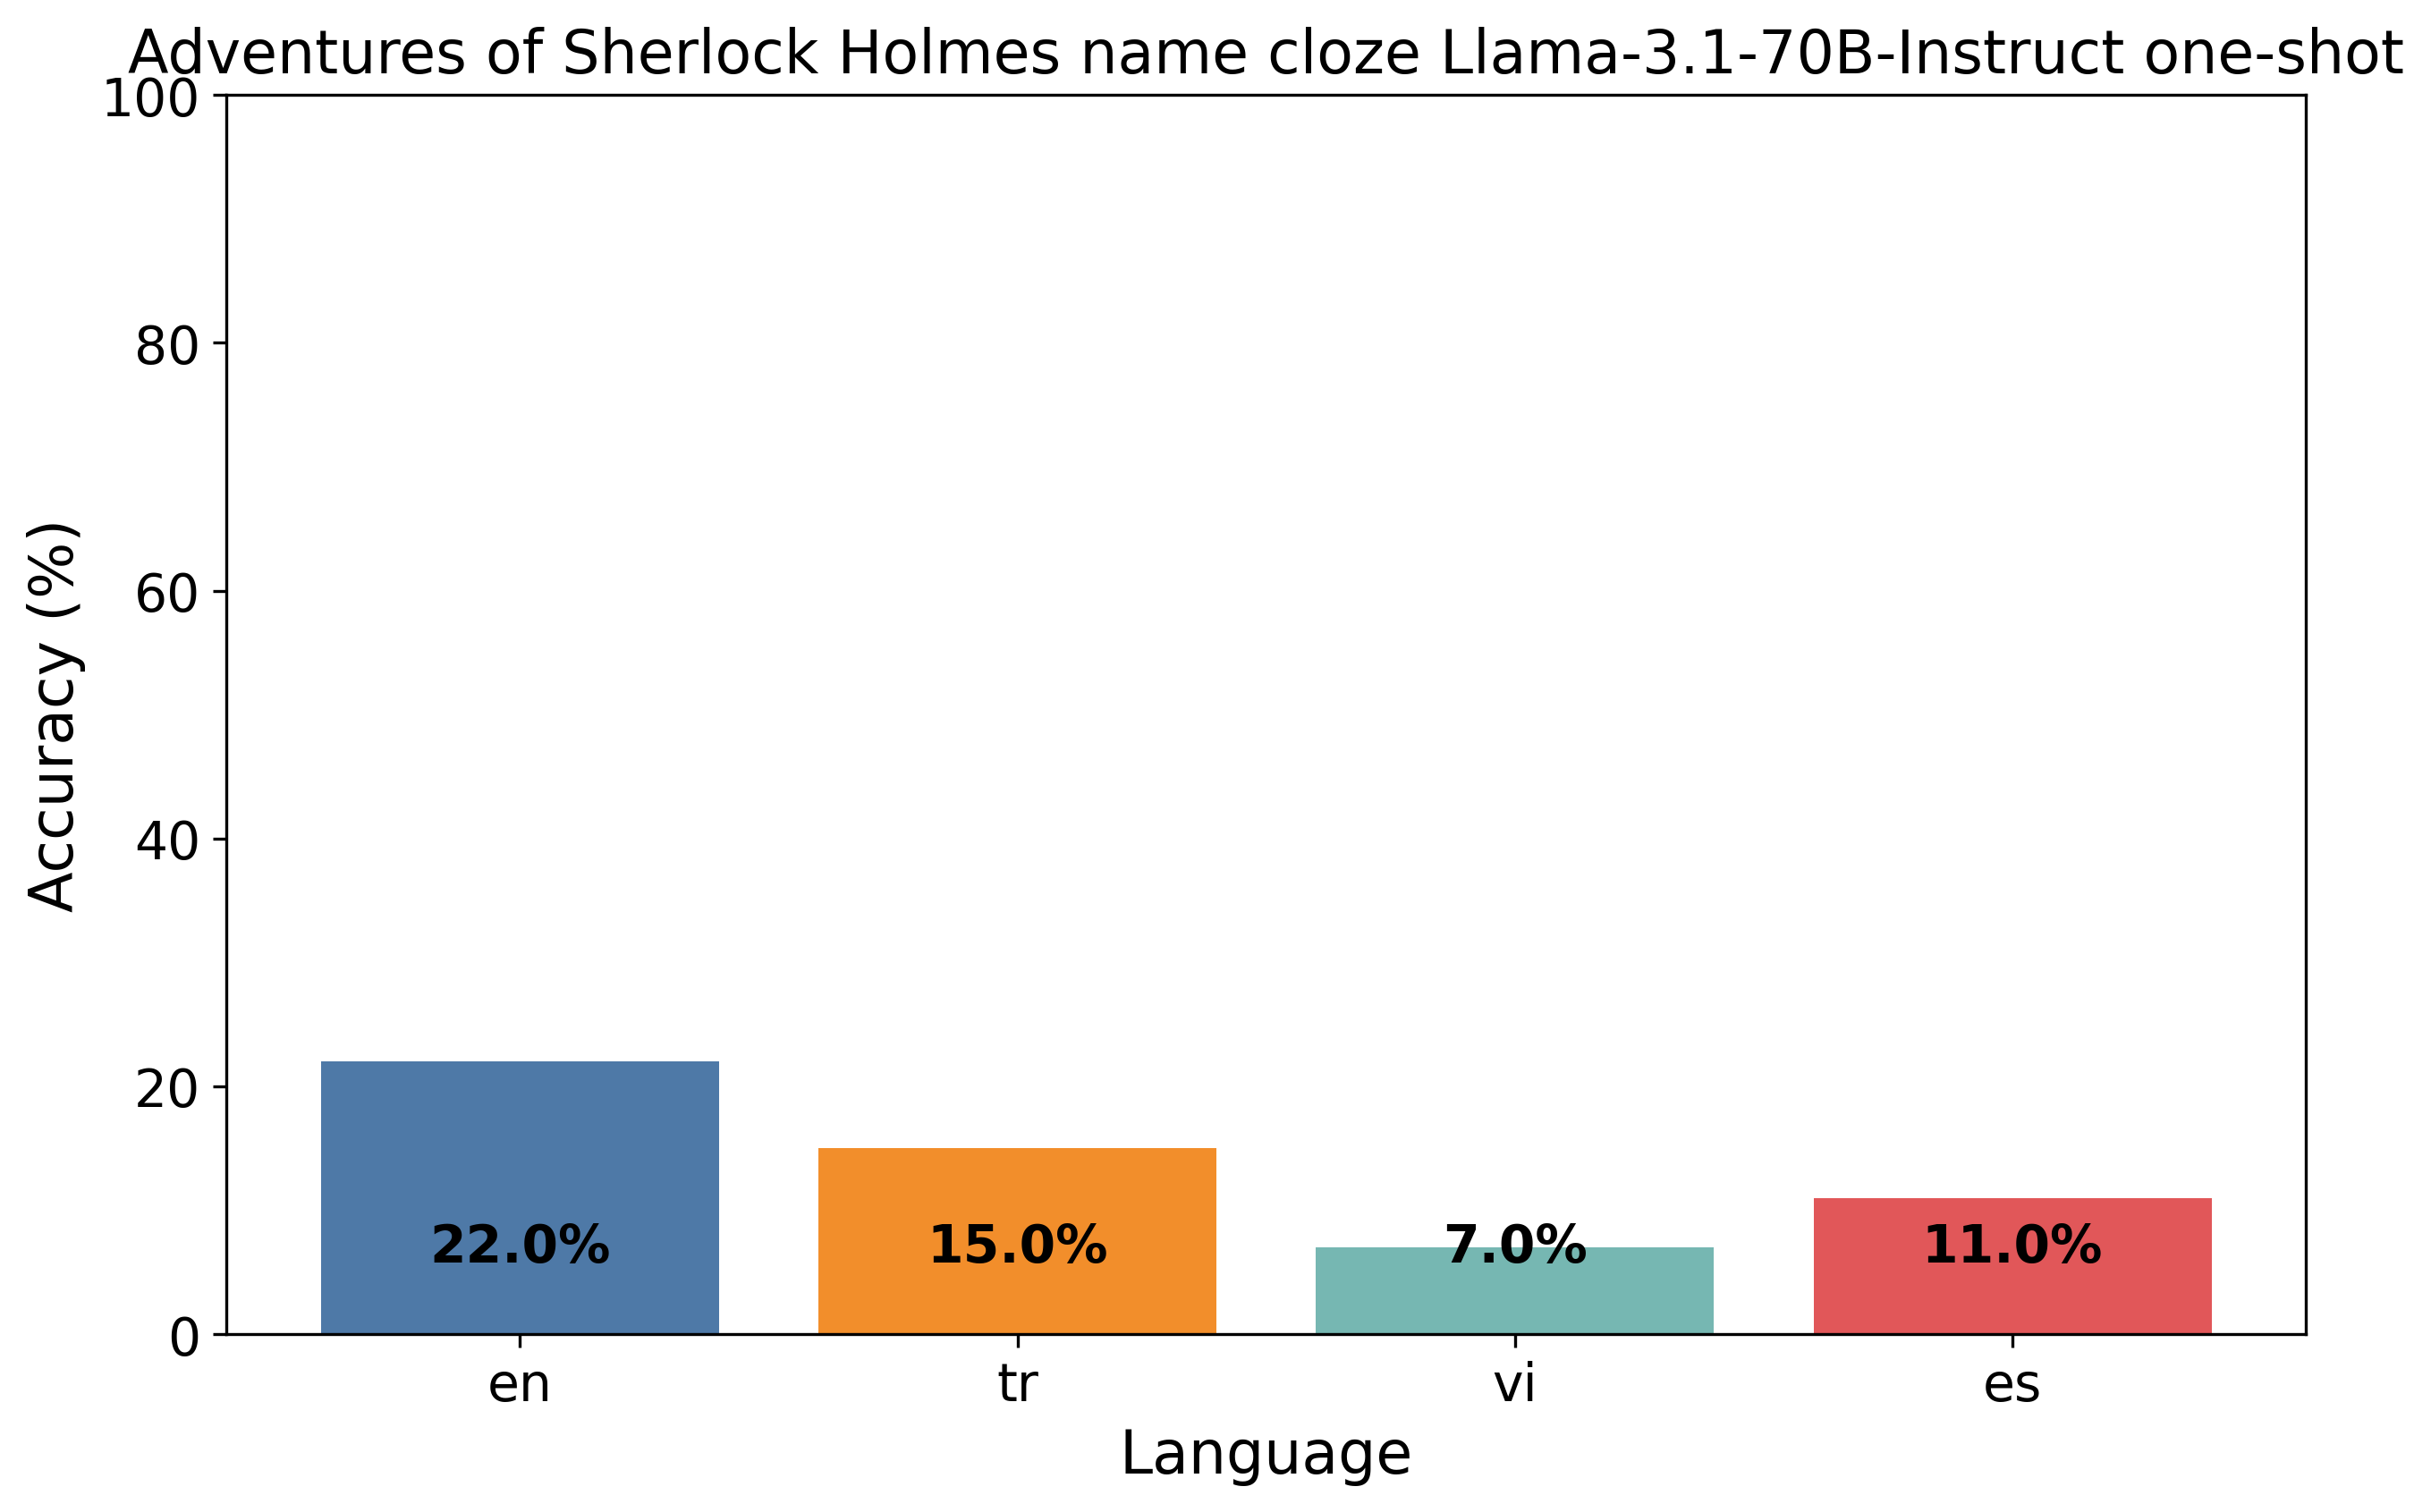 Adventures of Sherlock Holmes name cloze Llama-3.1-70B-Instruct one-shot
Accuracy (%)
100
80
60
40
20
0
22.0%
15.0%
7.0%
11.0%
en
tr
vi
es
Language